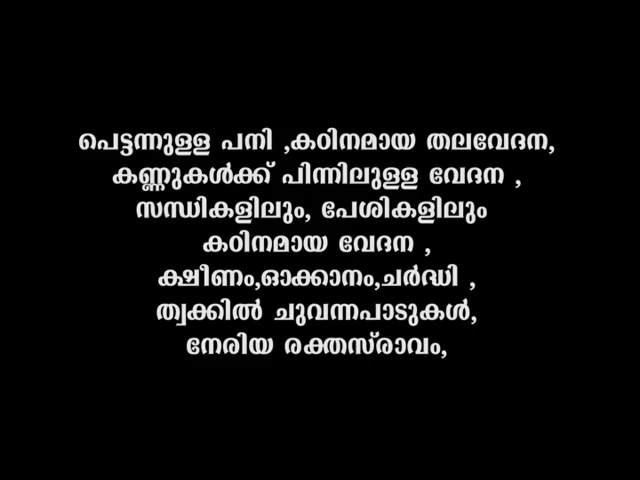 പെട്ടന്നുള്ള പനി ,കഠിനമായ തലവേദന,
കണ്ണുകൾക്ക് പിന്നിലുള്ള വേദന ,
സന്ധികളിലും, പേശികളിലും
കഠിനമായ വേദന ,
ക്ഷീണം,ഓക്കാനം,ചർദ്ധി ,
ത്വക്കിൽ ചുവന്നപാടുകൾ,
നേരിയ രക്തസ്രാവം,